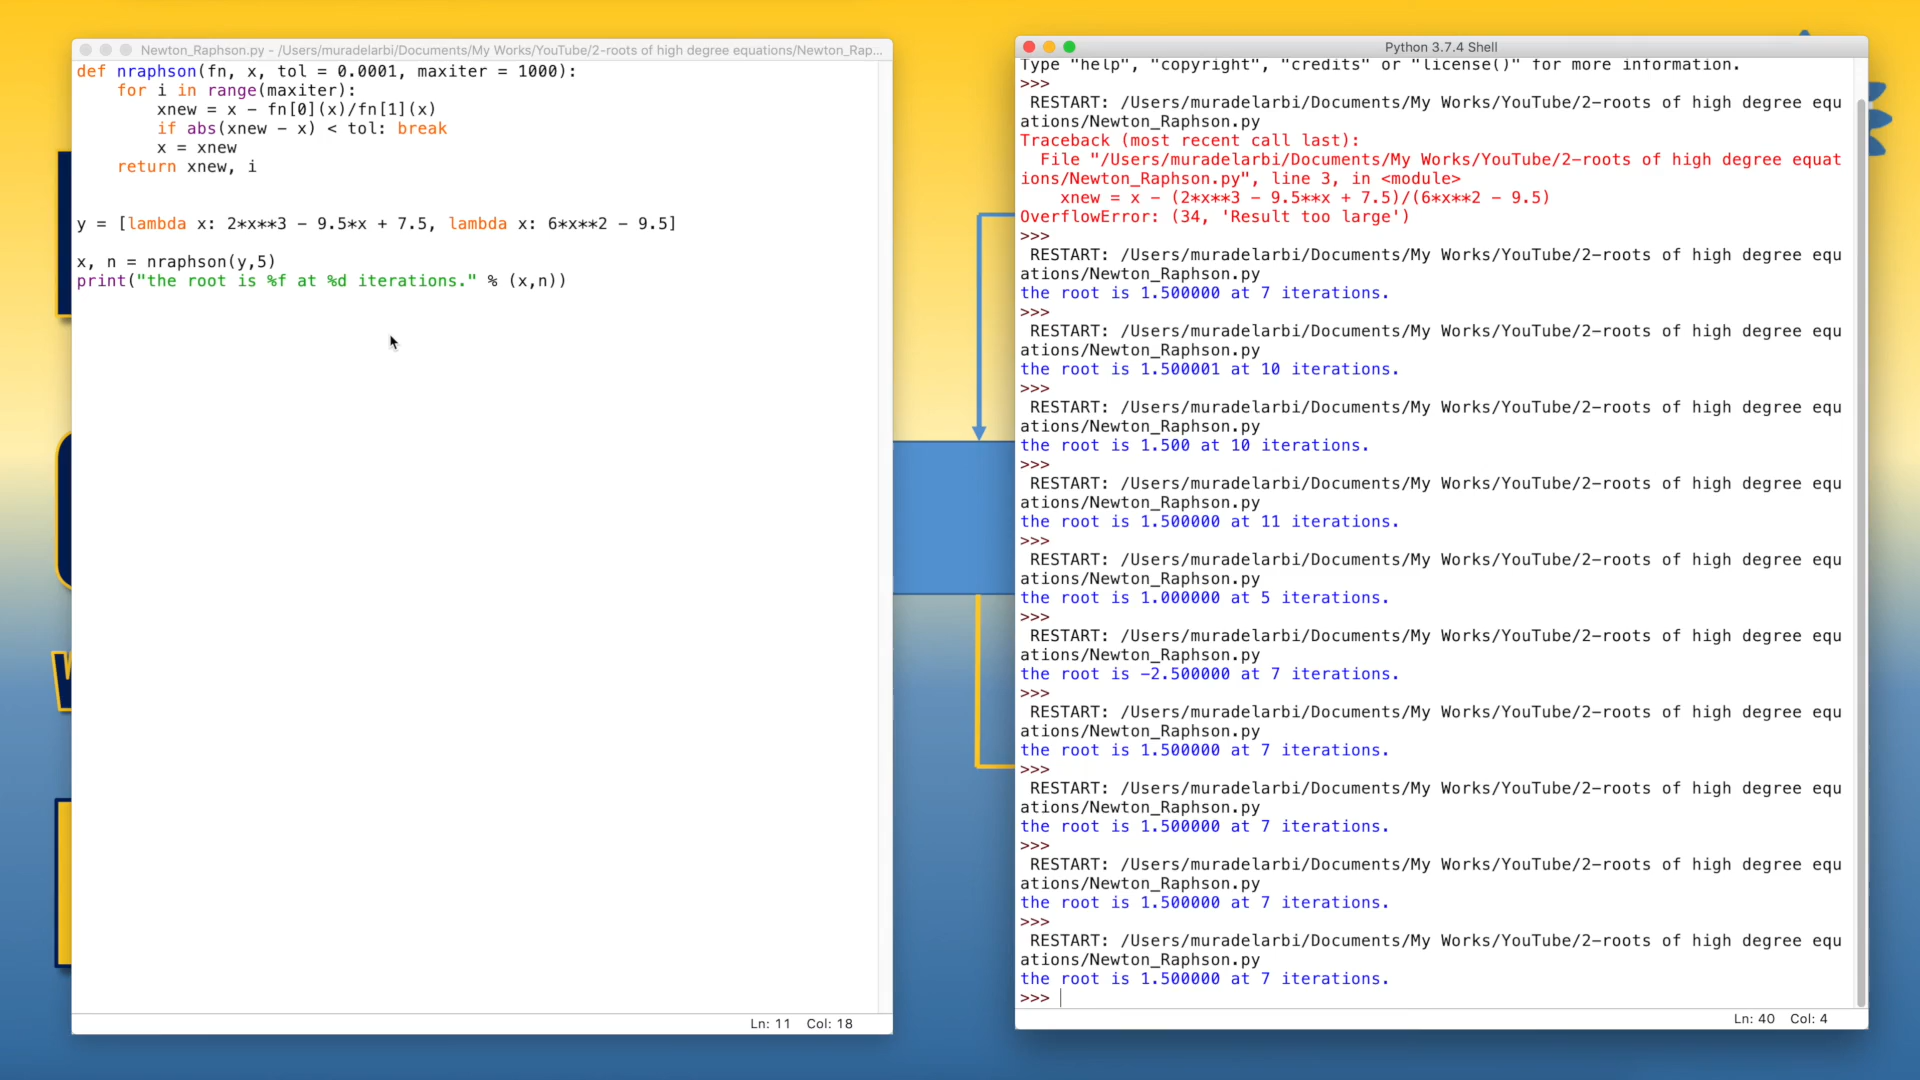 Newton_Raphson.py - /Users/muradelarbi/Documents/My Works/YouTube/2-roots of high degree equations/Newton_Rap...
def nraphson(fn, x, tol = 0.0001, maxiter = 1000):
    for i in range(maxiter):
        xnew = x - fn[0](x)/fn[1](x)
        if abs(xnew - x) < tol: break
        x = xnew
    return xnew, i
y = [lambda x: 2*x**3 - 9.5*x + 7.5, lambda x: 6*x**2 - 9.5]
x, n = nraphson(y,5)
print("the root is %f at %d iterations." % (x,n))
Ln: 11 Col: 18
Python 3.7.4 Shell
Type "help", "copyright", "credits" or "license()" for more information.
>>>
 RESTART: /Users/muradelarbi/Documents/My Works/YouTube/2-roots of high degree equ
ations/Newton_Raphson.py
Traceback (most recent call last):
  File "/Users/muradelarbi/Documents/My Works/YouTube/2-roots of high degree equat
ions/Newton_Raphson.py", line 3, in <module>
    xnew = x - (2*x**3 - 9.5**x + 7.5)/(6*x**2 - 9.5)
OverflowError: (34, 'Result too large')
>>>
 RESTART: /Users/muradelarbi/Documents/My Works/YouTube/2-roots of high degree equ
ations/Newton_Raphson.py
the root is 1.500000 at 7 iterations.
>>>
 RESTART: /Users/muradelarbi/Documents/My Works/YouTube/2-roots of high degree equ
ations/Newton_Raphson.py
the root is 1.500001 at 10 iterations.
>>>
 RESTART: /Users/muradelarbi/Documents/My Works/YouTube/2-roots of high degree equ
ations/Newton_Raphson.py
the root is 1.500 at 10 iterations.
>>>
 RESTART: /Users/muradelarbi/Documents/My Works/YouTube/2-roots of high degree equ
ations/Newton_Raphson.py
the root is 1.500000 at 11 iterations.
>>>
 RESTART: /Users/muradelarbi/Documents/My Works/YouTube/2-roots of high degree equ
ations/Newton_Raphson.py
the root is 1.000000 at 5 iterations.
>>>
 RESTART: /Users/muradelarbi/Documents/My Works/YouTube/2-roots of high degree equ
ations/Newton_Raphson.py
the root is -2.500000 at 7 iterations.
>>>
 RESTART: /Users/muradelarbi/Documents/My Works/YouTube/2-roots of high degree equ
ations/Newton_Raphson.py
the root is 1.500000 at 7 iterations.
>>>
 RESTART: /Users/muradelarbi/Documents/My Works/YouTube/2-roots of high degree equ
ations/Newton_Raphson.py
the root is 1.500000 at 7 iterations.
>>>
 RESTART: /Users/muradelarbi/Documents/My Works/YouTube/2-roots of high degree equ
ations/Newton_Raphson.py
the root is 1.500000 at 7 iterations.
>>>
 RESTART: /Users/muradelarbi/Documents/My Works/YouTube/2-roots of high degree equ
ations/Newton_Raphson.py
the root is 1.500000 at 7 iterations.
>>>
Ln: 40 Col: 4